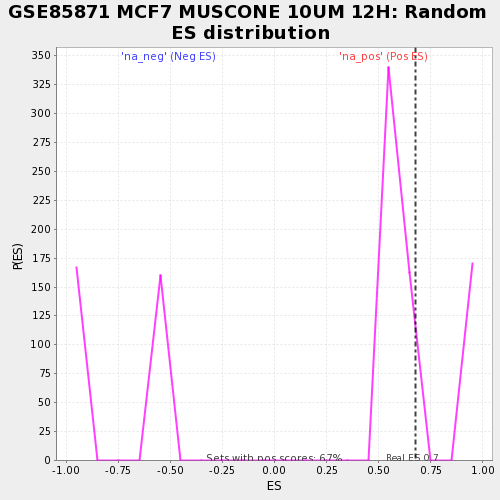 GSE85871 MCF7 MUSCONE 10UM 12H: Random
ES distribution
'na_neg' (Neg ES)
'na_pos' (Pos ES)
350
325
300
275
250
225
200
175
150
125
100
75
50
25
0
P(ES)
Sets with pos scores: 67%
Real ES 0.7
-1.00 -0.75 -0.50 -0.25 0.00 0.25 0.50 0.75 1.00
ES